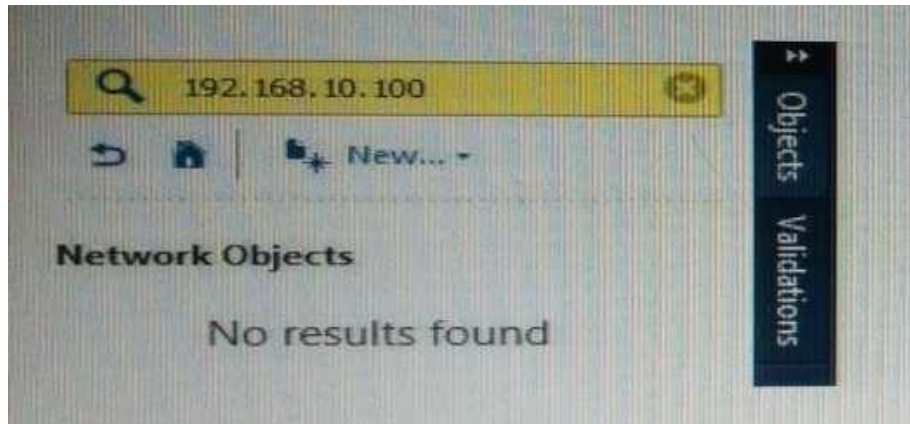 192.168.10.100
New...
Network Objects
No results found
Objects
Validations